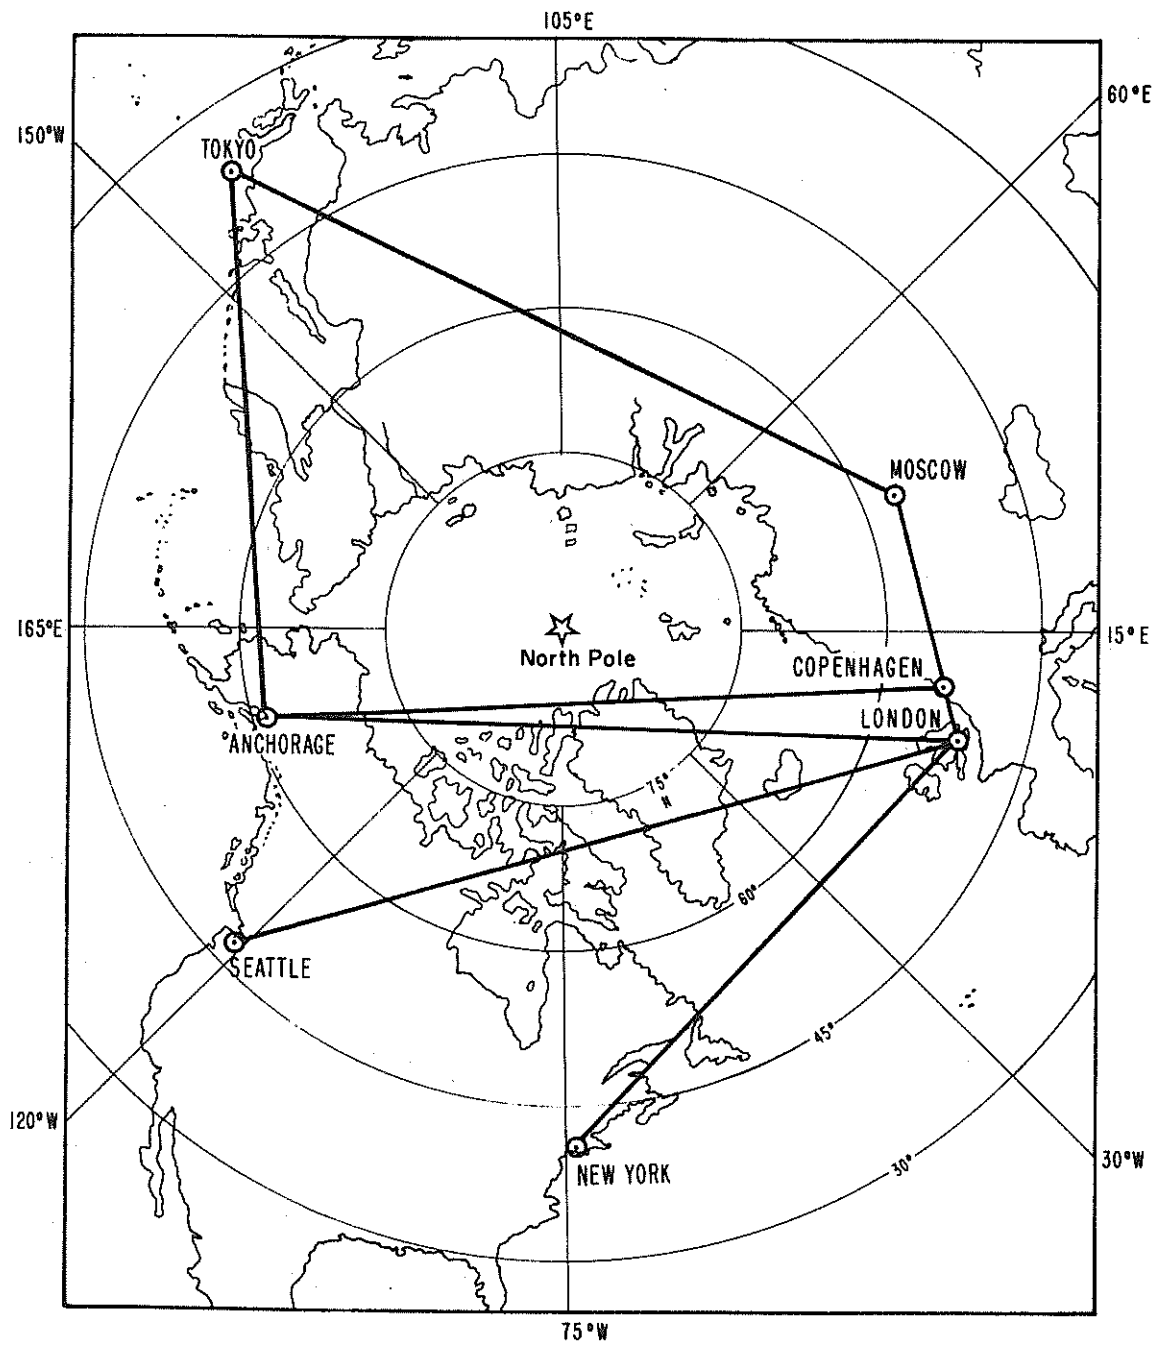 105°E
60°E
150°W
TOKYO
MOSCOW
165°E
North Pole
15°E
COPENHAGEN
LONDON
ANCHORAGE
75°
N
60°
SEATTLE
45°
120°W
30°
30°W
NEW YORK
75°W